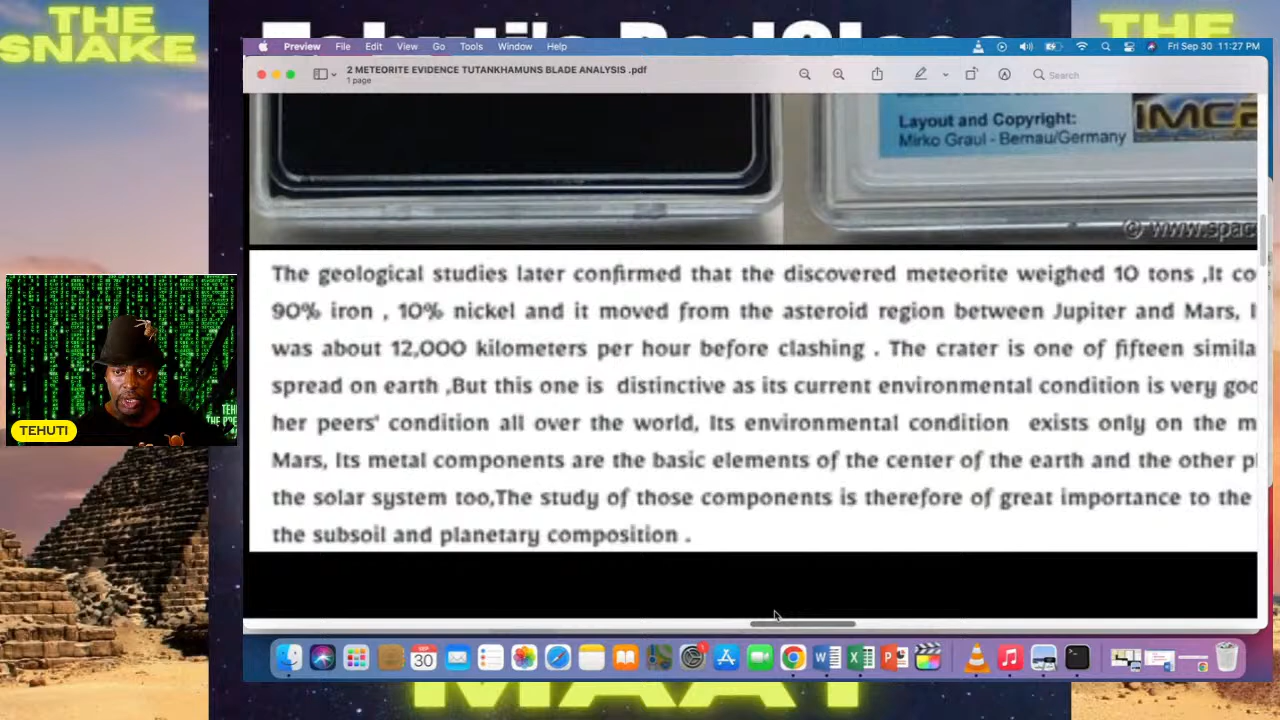 THE
SNAKE
THE
Preview File Edit View Go Tools Window Help
Fri Sep 30 11:27 PM
2 METEORITE EVIDENCE TUTANKHAMUNS BLADE ANALYSIS .pdf
1 page
Search
Layout and Copyright:
Mirko Graul - Bernau/Germany
IMCA
@ www.spac
The geological studies later confirmed that the discovered meteorite weighed 10 tons ,It co
90% iron , 10% nickel and it moved from the asteroid region between Jupiter and Mars, I
was about 12,000 kilometers per hour before clashing . The crater is one of fifteen simila
spread on earth ,But this one is distinctive as its current environmental condition is very goo
her peers' condition all over the world, Its environmental condition exists only on the m
Mars, Its metal components are the basic elements of the center of the earth and the other pl
the solar system too,The study of those components is therefore of great importance to the
the subsoil and planetary composition .
TEHUTI
SEP
30
MAAT